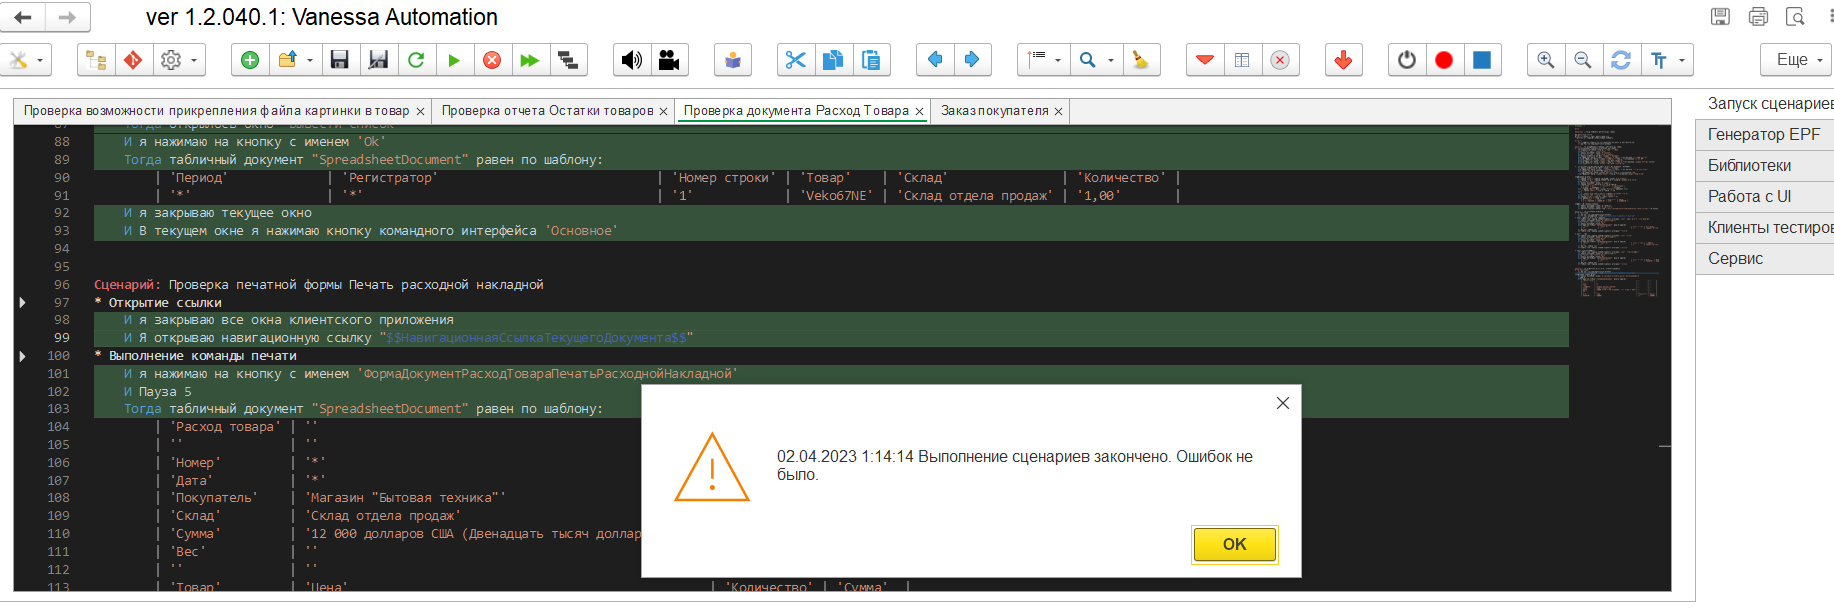 ver 1.2.040.1: Vanessa Automation
Еще
Проверка возможности прикрепления файла картинки в товар
Проверка отчета Остатки товаров
Проверка документа Расход Товара
Заказ покупателя
Запуск сценариев
Генератор EPF
Библиотеки
Работа с UI
Клиенты тестиров
Сервис
87 Тогда открылось окно "Вывести список"
88 И я нажимаю на кнопку с именем 'Ok'
89 Тогда табличный документ "SpreadsheetDocument" равен по шаблону:
90 | 'Период' | 'Регистратор' | 'Номер строки' | 'Товар' | 'Склад' | 'Количество' |
91 | '*' | '*' | '1' | 'Veko67NE' | 'Склад отдела продаж' | '1,00' |
92 И я закрываю текущее окно
93 И В текущем окне я нажимаю кнопку командного интерфейса 'Основное'
94
95
96 Сценарий: Проверка печатной формы Печать расходной накладной
97 * Открытие ссылки
98 И я закрываю все окна клиентского приложения
99 И Я открываю навигационную ссылку "$$НавигационнаяСсылкаТекущегоДокумента$$"
100 * Выполнение команды печати
101 И я нажимаю на кнопку с именем 'ФормаДокументРасходТовараПечатьРасходнойНакладной'
102 И Пауза 5
103 Тогда табличный документ "SpreadsheetDocument" равен по шаблону:
104 | 'Расход товара' | ''
105 | '' | ''
106 | 'Номер' | '*'
107 | 'Дата' | '*'
108 | 'Покупатель' | 'Магазин "Бытовая техника"'
109 | 'Склад' | 'Склад отдела продаж'
110 | 'Сумма' | '12 000 долларов США (Двенадцать тысяч доллар
111 | 'Вес' | ''
112 | '' | ''
113 | 'Товар' | 'Цена' | 'Количество' | 'Сумма' |
02.04.2023 1:14:14 Выполнение сценариев закончено. Ошибок не
было.
OK